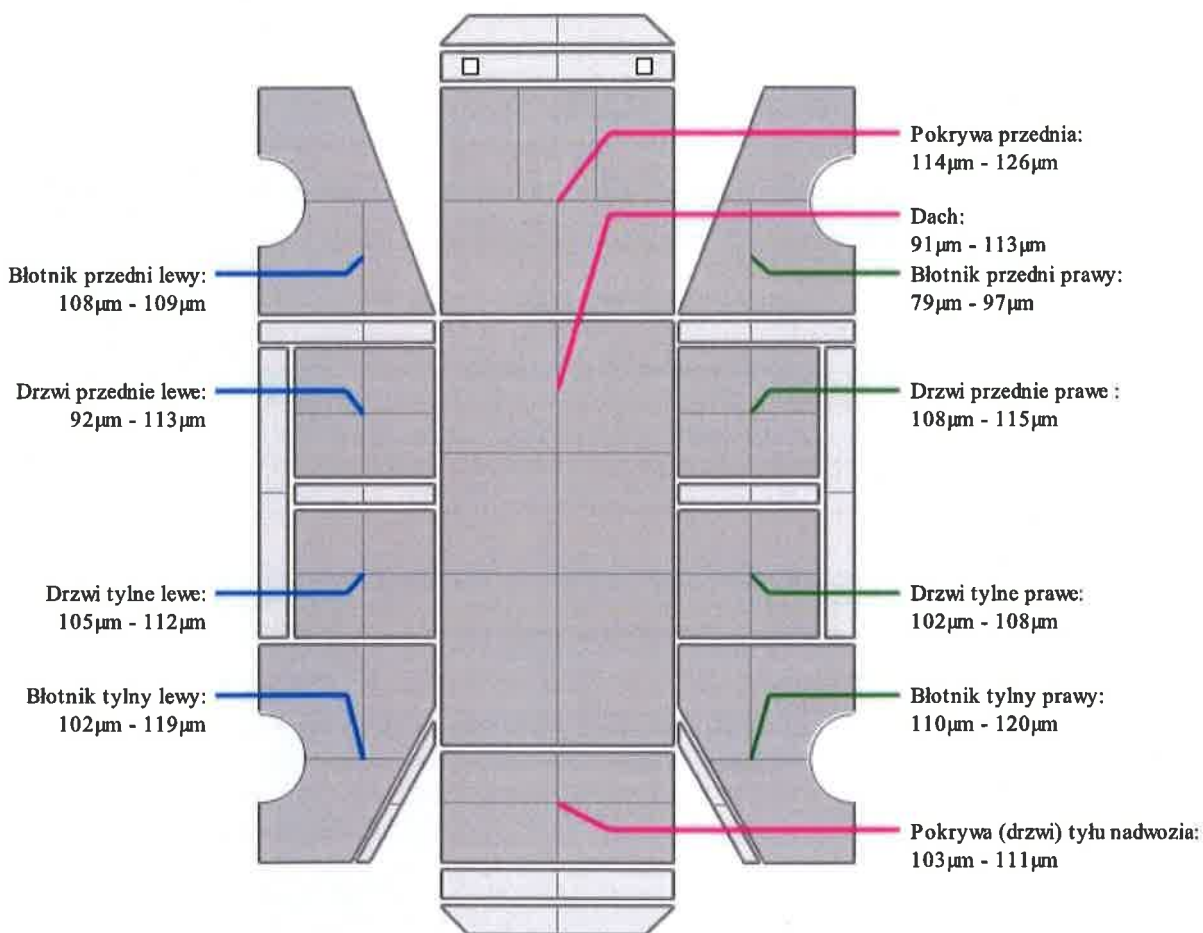 Pokrywa przednia:
114µm - 126µm
Dach:
91µm - 113µm
Błotnik przedni lewy:
108µm - 109µm
Błotnik przedni prawy:
79µm - 97µm
Drzwi przednie lewe:
92µm - 113µm
Drzwi przednie prawe :
108µm - 115µm
Drzwi tylne lewe:
105µm - 112µm
Drzwi tylne prawe:
102µm - 108µm
Błotnik tylny lewy:
102µm - 119µm
Błotnik tylny prawy:
110µm - 120µm
Pokrywa (drzwi) tyłu nadwozia:
103µm - 111µm